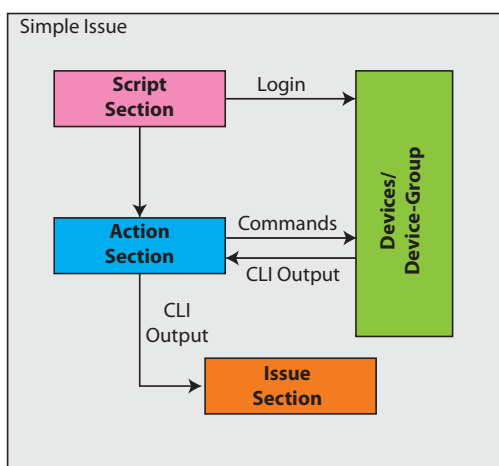 Simple Issue
Script
Section
Login
Devices/
Device-Group
Action
Section
Commands
CLI Output
CLI
Output
Issue
Section